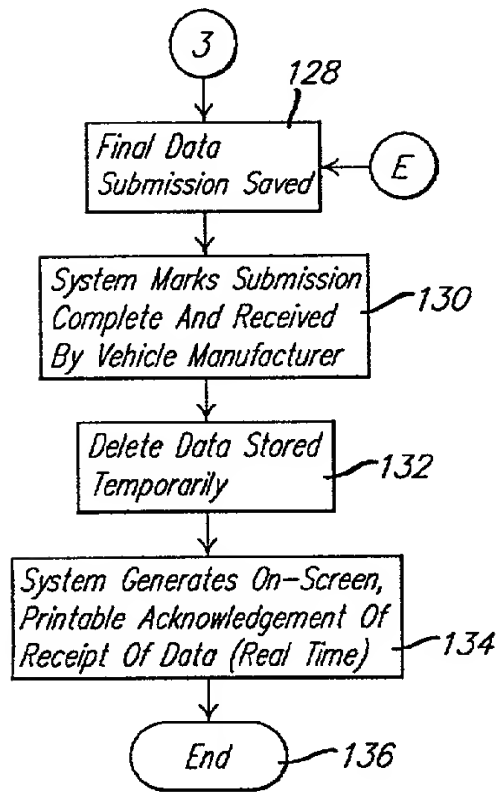 3
128
Final Data
Submission Saved
E
System Marks Submission
Complete And Received
By Vehicle Manufacturer
130
Delete Data Stored
Temporarily
132
System Generates On-Screen,
Printable Acknowledgement Of
Receipt Of Data (Real Time)
134
End
136